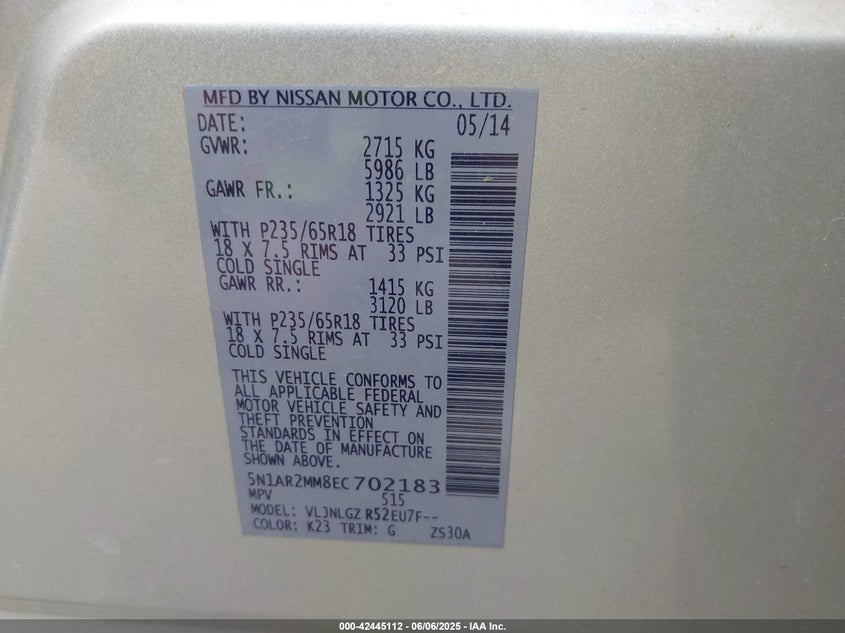 MFD BY NISSAN MOTOR CO., LTD.
DATE: 05/14
GVWR: 2715 KG
5986 LB
GAWR FR.: 1325 KG
2921 LB
WITH P235/65R18 TIRES
18 X 7.5 RIMS AT 33 PSI
COLD SINGLE
GAWR RR.: 1415 KG
3120 LB
WITH P235/65R18 TIRES
18 X 7.5 RIMS AT 33 PSI
COLD SINGLE
THIS VEHICLE CONFORMS TO
ALL APPLICABLE FEDERAL
MOTOR VEHICLE SAFETY AND
THEFT PREVENTION
STANDARDS IN EFFECT ON
THE DATE OF MANUFACTURE
SHOWN ABOVE.
5N1AR2MM8EC702183
MPV 515
MODEL: VLJNLGZ R52EU7F--
COLOR: K23 TRIM: G ZS30A
000-42445112 - 06/06/2025 - IAA Inc.